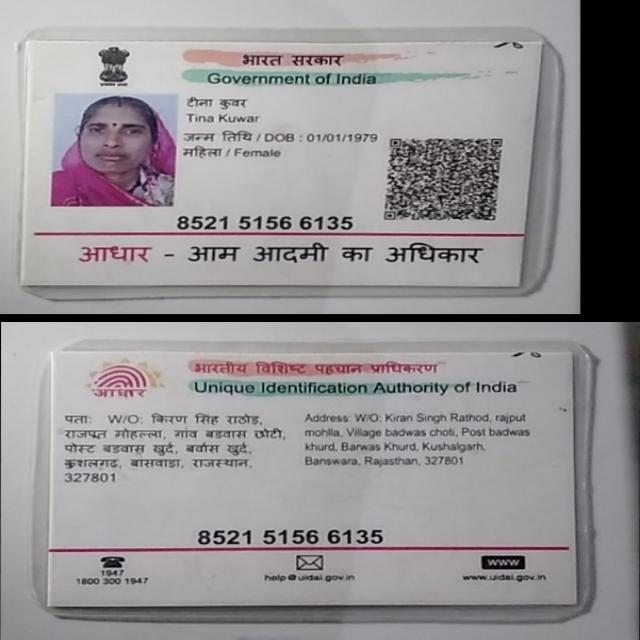 भारत सरकार
Government of India
टीना कुवर
Tina Kuwar
जन्म तिथि / DOB : 01/01/1979
महिला / Female
8521 5156 6135
आधार - आम आदमी का अधिकार
भारतीय विशिष्ट पहचान प्राधिकरण
Unique Identification Authority of India
आधार
पता: W/O: किरण सिंह राठोड़,
राजपूत मोहल्ला, गांव बडवास छोटी,
पोस्ट बडवास खुर्द, बर्वास खुर्द,
कुशलगढ़, बासवाड़ा, राजस्थान,
327801
Address: W/O: Kiran Singh Rathod, rajput
mohlla, Village badwas choti, Post badwas
khurd, Barwas Khurd, Kushalgarh,
Banswara, Rajasthan, 327801
8521 5156 6135
1947
1800 300 1947
help@uidai.gov.in
www
www.uidai.gov.in